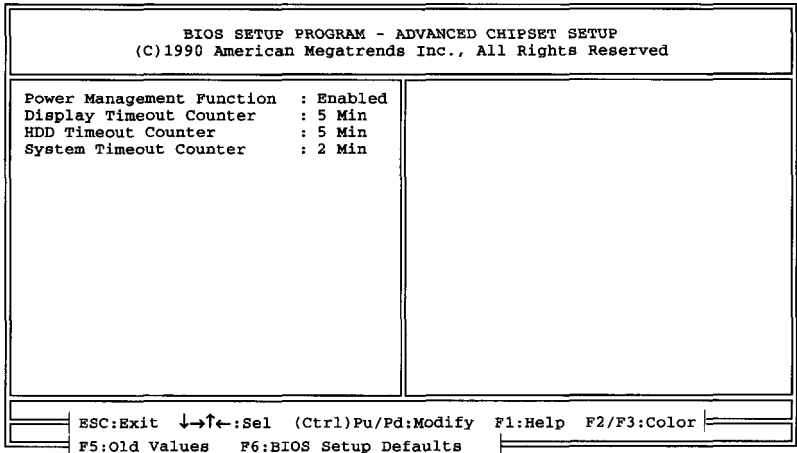 BIOS SETUP PROGRAM - ADVANCED CHIPSET SETUP
(C)1990 American Megatrends Inc., All Rights Reserved
Power Management Function : Enabled
Display Timeout Counter : 5 Min
HDD Timeout Counter : 5 Min
System Timeout Counter : 2 Min
ESC:Exit ↓→↑←:Sel (Ctrl)Pu/Pd:Modify F1:Help F2/F3:Color
F5:Old Values F6:BIOS Setup Defaults